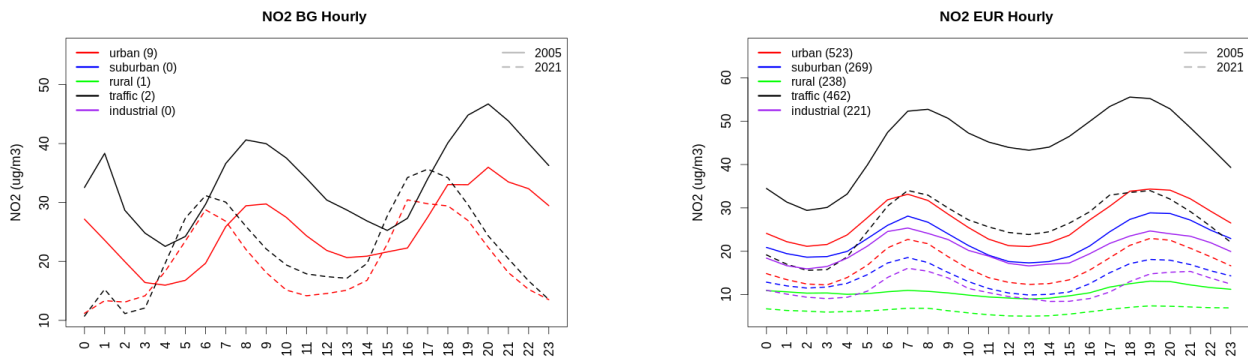 NO2 BG Hourly
NO2 (ug/m3)
50
40
30
20
10
urban (9)
suburban (0)
rural (1)
traffic (2)
industrial (0)
2005
2021
0 1 2 3 4 5 6 7 8 9 10 11 12 13 14 15 16 17 18 19 20 21 22 23
NO2 EUR Hourly
NO2 (ug/m3)
60
50
40
30
20
10
urban (523)
suburban (269)
rural (238)
traffic (462)
industrial (221)
2005
2021
0 1 2 3 4 5 6 7 8 9 10 11 12 13 14 15 16 17 18 19 20 21 22 23